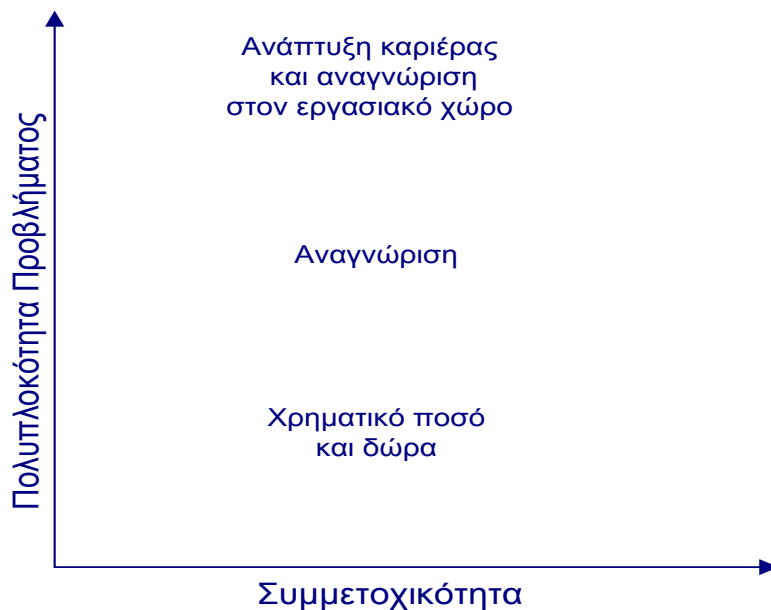 Ανάπτυξη καριέρας
και αναγνώριση
στον εργασιακό χώρο
Πολυπλοκότητα Προβλήματος
Αναγνώριση
Χρηματικό ποσό
και δώρα
Συμμετοχικότητα